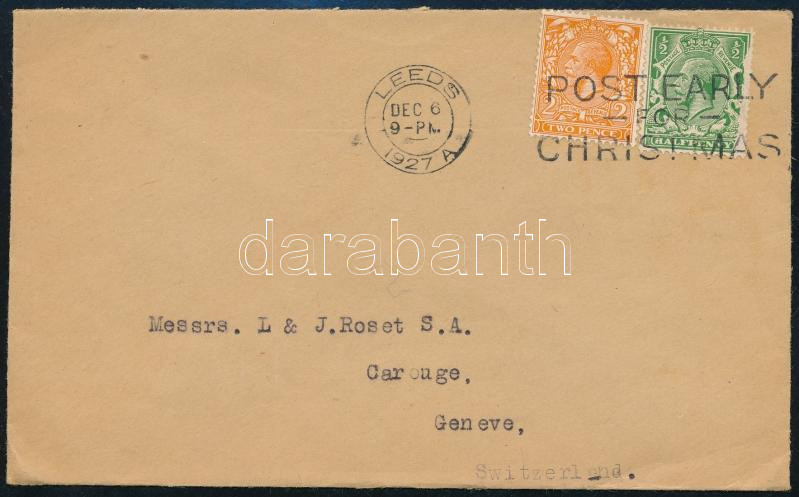 LEEDS
DEC 6
9-PM.
1927 A
POST EARLY
— FOR —
CHRISTMAS
2 2
TWO PENCE
½ ½
HALFPENNY
darabanth
Messrs. L & J.Roset S.A.
Carouge,
Geneve,
Switzerland.